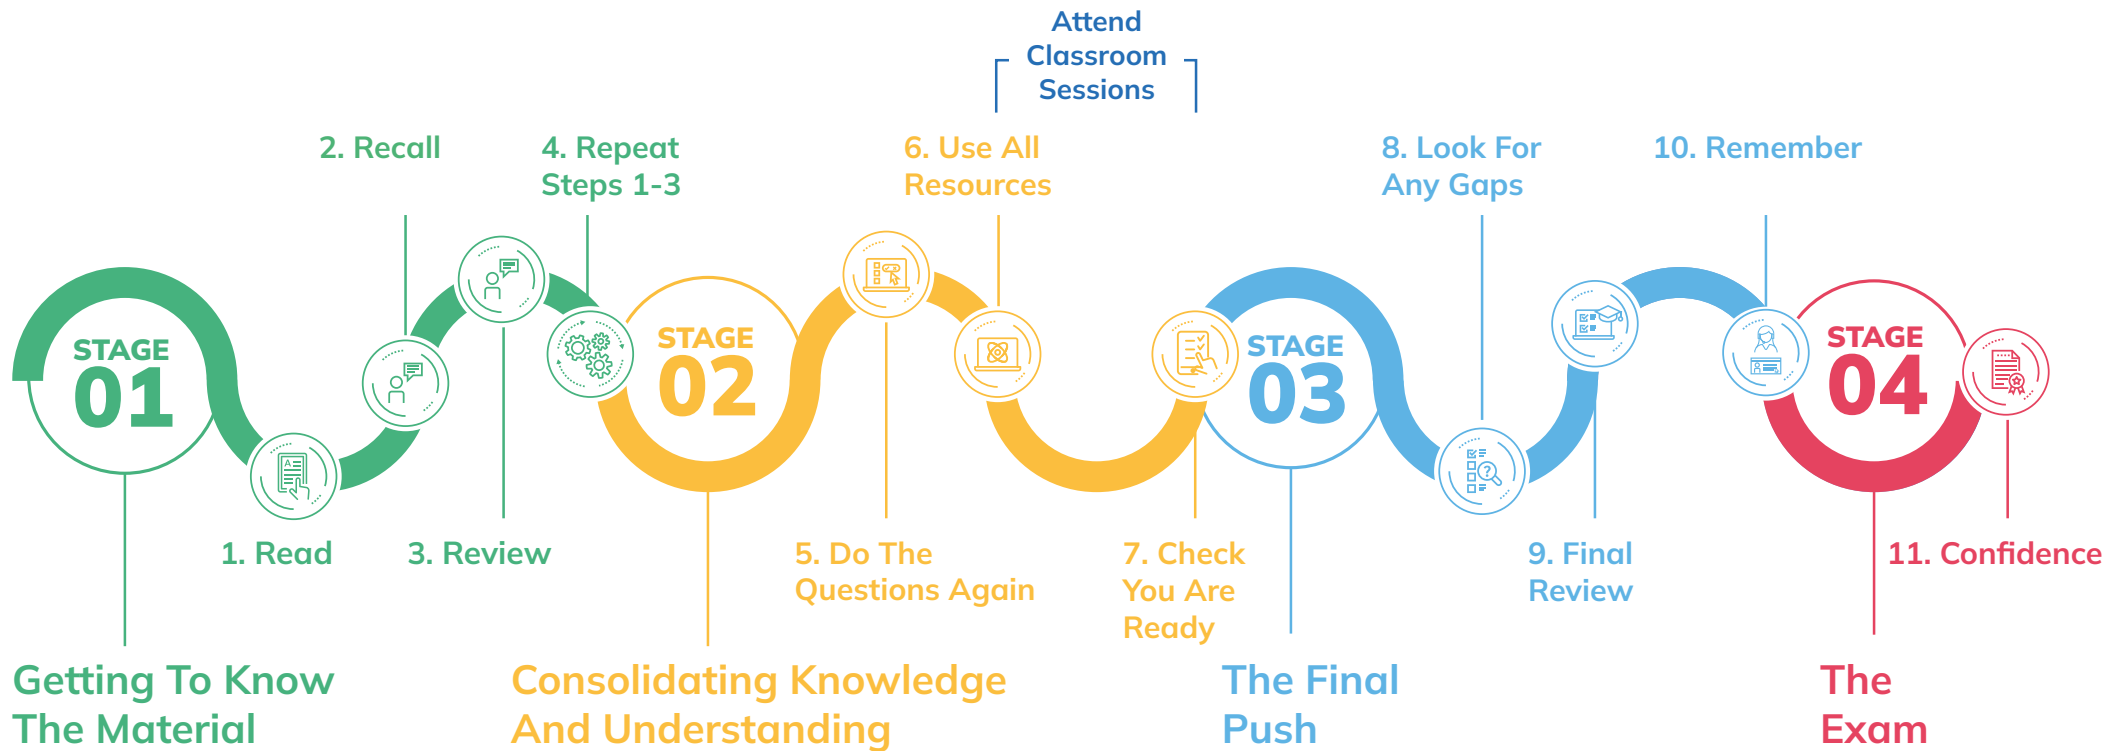 Attend
Classroom
Sessions
2. Recall
4. Repeat
Steps 1-3
6. Use All
Resources
8. Look For
Any Gaps
10. Remember
STAGE
01
STAGE
02
STAGE
03
STAGE
04
1. Read
3. Review
5. Do The
Questions Again
7. Check
You Are
Ready
9. Final
Review
11. Confidence
Getting To Know
The Material
Consolidating Knowledge
And Understanding
The Final
Push
The
Exam